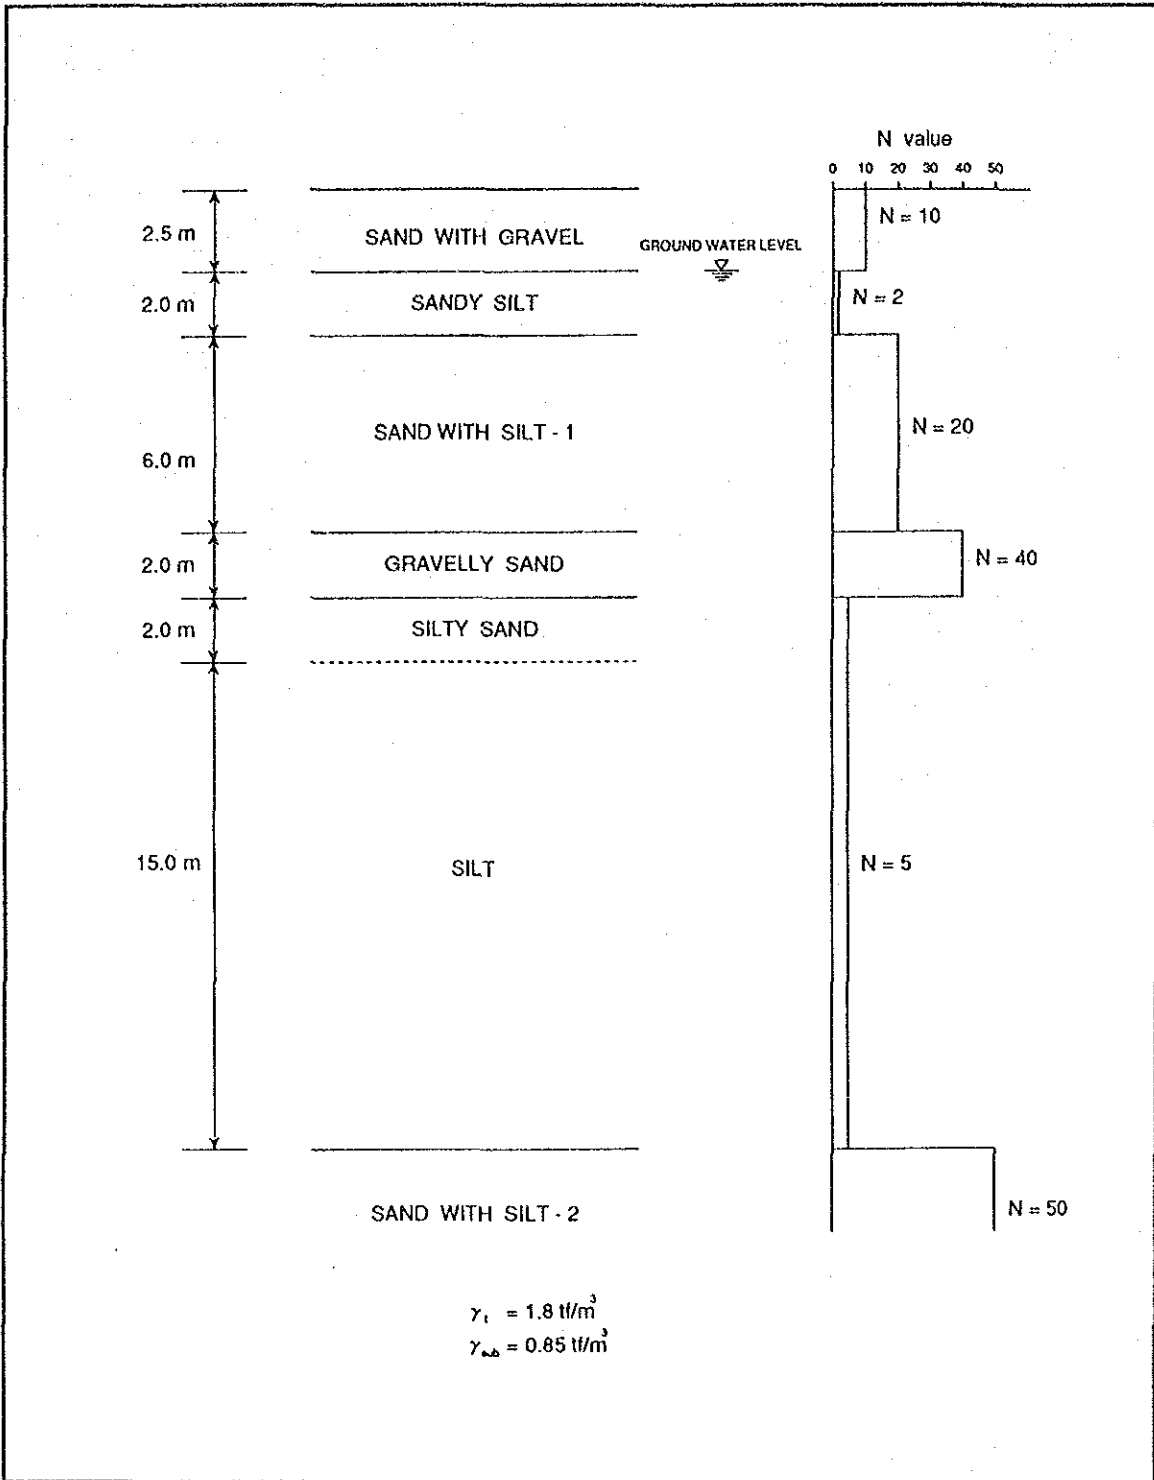 N value
0 10 20 30 40 50
N = 10
2.5 m
SAND WITH GRAVEL
GROUND WATER LEVEL
2.0 m
SANDY SILT
N = 2
SAND WITH SILT - 1
N = 20
6.0 m
2.0 m
GRAVELLY SAND
N = 40
2.0 m
SILTY SAND
15.0 m
SILT
N = 5
SAND WITH SILT - 2
N = 50
γt = 1.8 tf/m³
γsub = 0.85 tf/m³